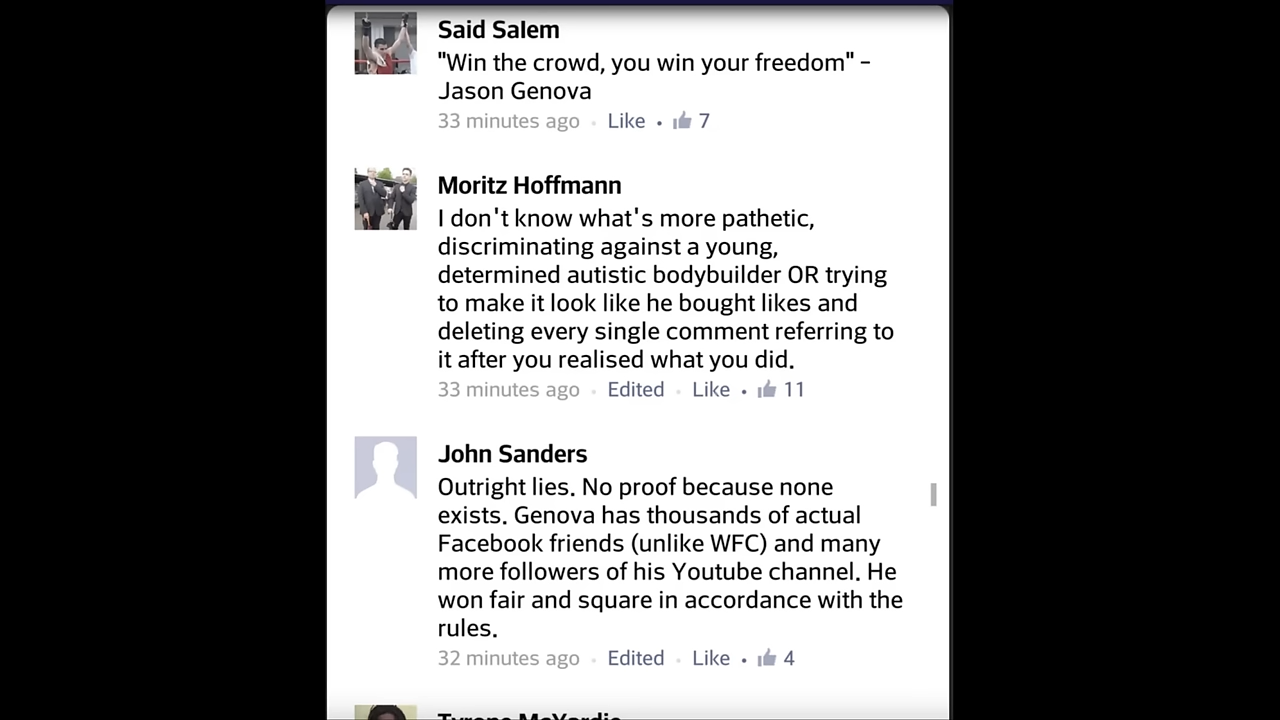 Said Salem
"Win the crowd, you win your freedom" -
Jason Genova
33 minutes ago · Like · 7
Moritz Hoffmann
I don't know what's more pathetic,
discriminating against a young,
determined autistic bodybuilder OR trying
to make it look like he bought likes and
deleting every single comment referring to
it after you realised what you did.
33 minutes ago · Edited · Like · 11
John Sanders
Outright lies. No proof because none
exists. Genova has thousands of actual
Facebook friends (unlike WFC) and many
more followers of his Youtube channel. He
won fair and square in accordance with the
rules.
32 minutes ago · Edited · Like · 4